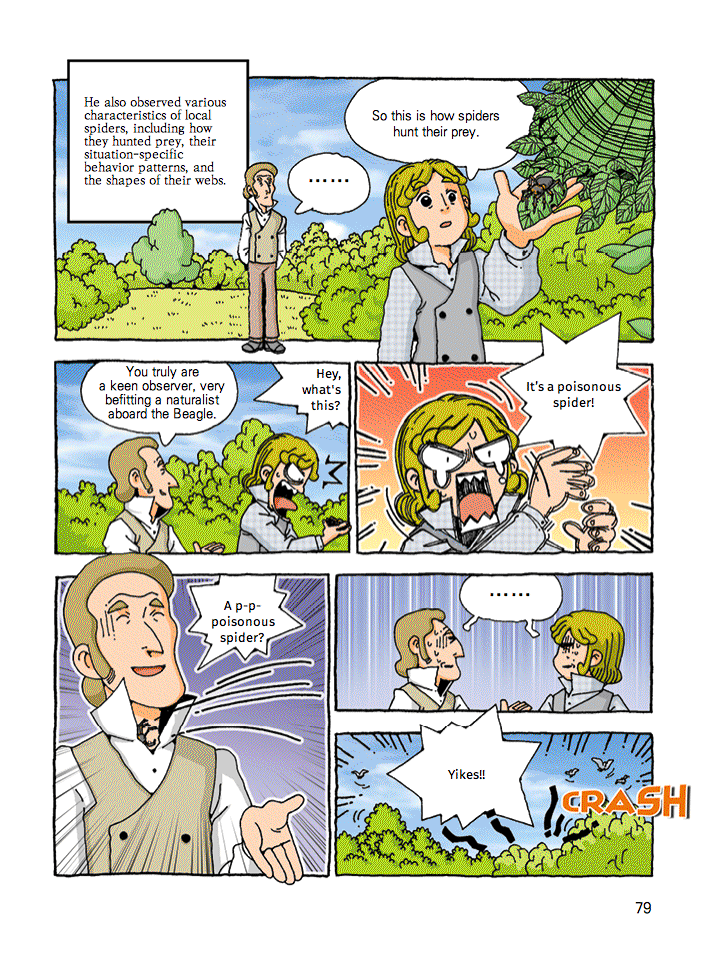 He also observed various
characteristics of local
spiders, including how
they hunted prey, their
situation-specific
behavior patterns, and
the shapes of their webs.
......
So this is how spiders
hunt their prey.
You truly are
a keen observer, very
befitting a naturalist
aboard the Beagle.
Hey,
what's
this?
It's a poisonous
spider!
A p-p-
poisonous
spider?
......
Yikes!!
CRASH
79